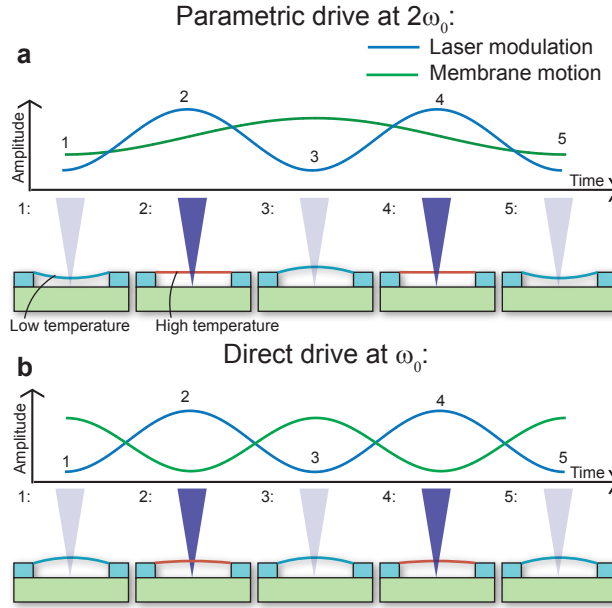 Parametric drive at 2ω₀:
a
Laser modulation
Membrane motion
Amplitude
1
2
3
4
5
Time
1:
2:
3:
4:
5:
Low temperature
High temperature
b
Direct drive at ω₀:
Amplitude
1
2
3
4
5
Time
1:
2:
3:
4:
5: